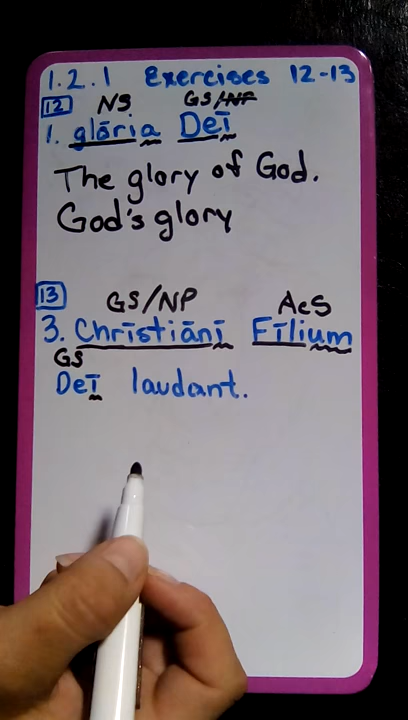 1.2.1 Exercises 12-13
12 NS GS/NP
1. glōria Deī
The glory of God.
God's glory
13 GS/NP AcS
3. Chrīstiānī Fīlium
GS
Deī laudant.